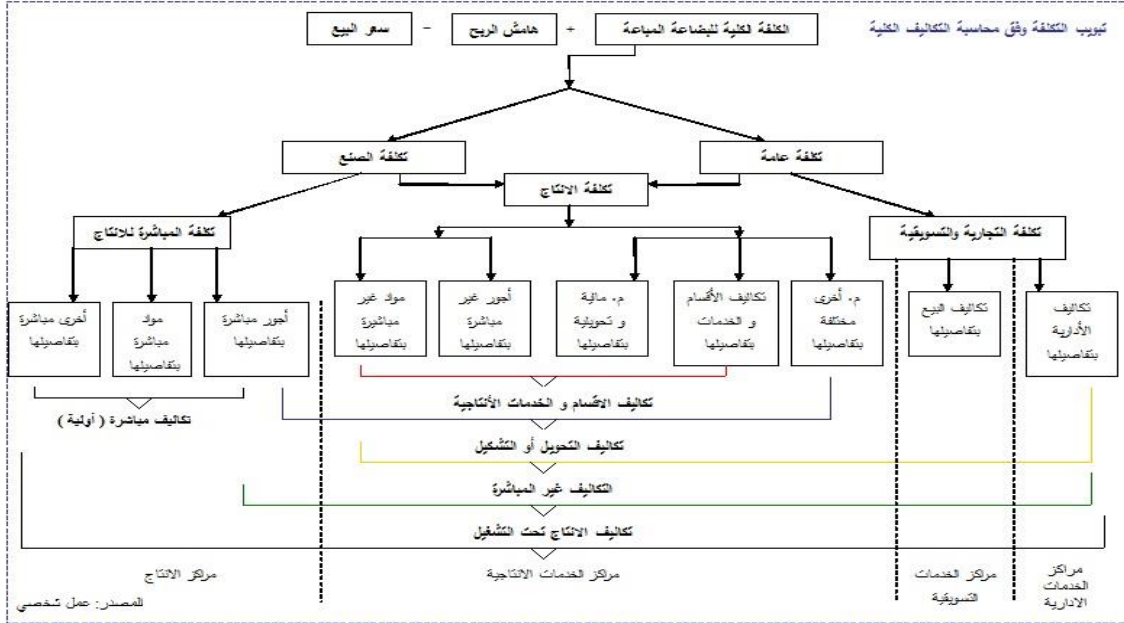 تبويب التكلفة وفق محاسبة التكاليف الكلية
الكلفة الكلية للبضاعة المباعة + هامش الربح - سعر البيع
تكلفة عامة
تكلفة الصنع
تكلفة الانتاج
تكلفة التجارية والتسويقية
تكلفة المباشرة للانتاج
تكاليف
الأدارية
بتفاصيلها
تكاليف البيع
بتفاصيلها
م. أخرى
مختلفة
بتفاصيلها
تكاليف الأقسام
و الخدمات
بتفاصيلها
م. مالية
و تحويلية
بتفاصيلها
أجور غير
مباشرة
بتفاصيلها
مواد غير
مباشرة
بتفاصيلها
أجور مباشرة
بتفاصيلها
مواد
مباشرة
بتفاصيلها
أخرى مباشرة
بتفاصيلها
تكاليف الاقسام و الخدمات الأنتاجية
تكاليف مباشرة ( أولية )
تكاليف التحويل أو التشكيل
التكاليف غير المباشرة
تكاليف الانتاج تحت التشغيل
مراكز
الخدمات
الادارية
مراكز الخدمات
التسويقية
مراكز الخدمات الانتاجية
مراكز الانتاج
للمصدر: عمل شخصي